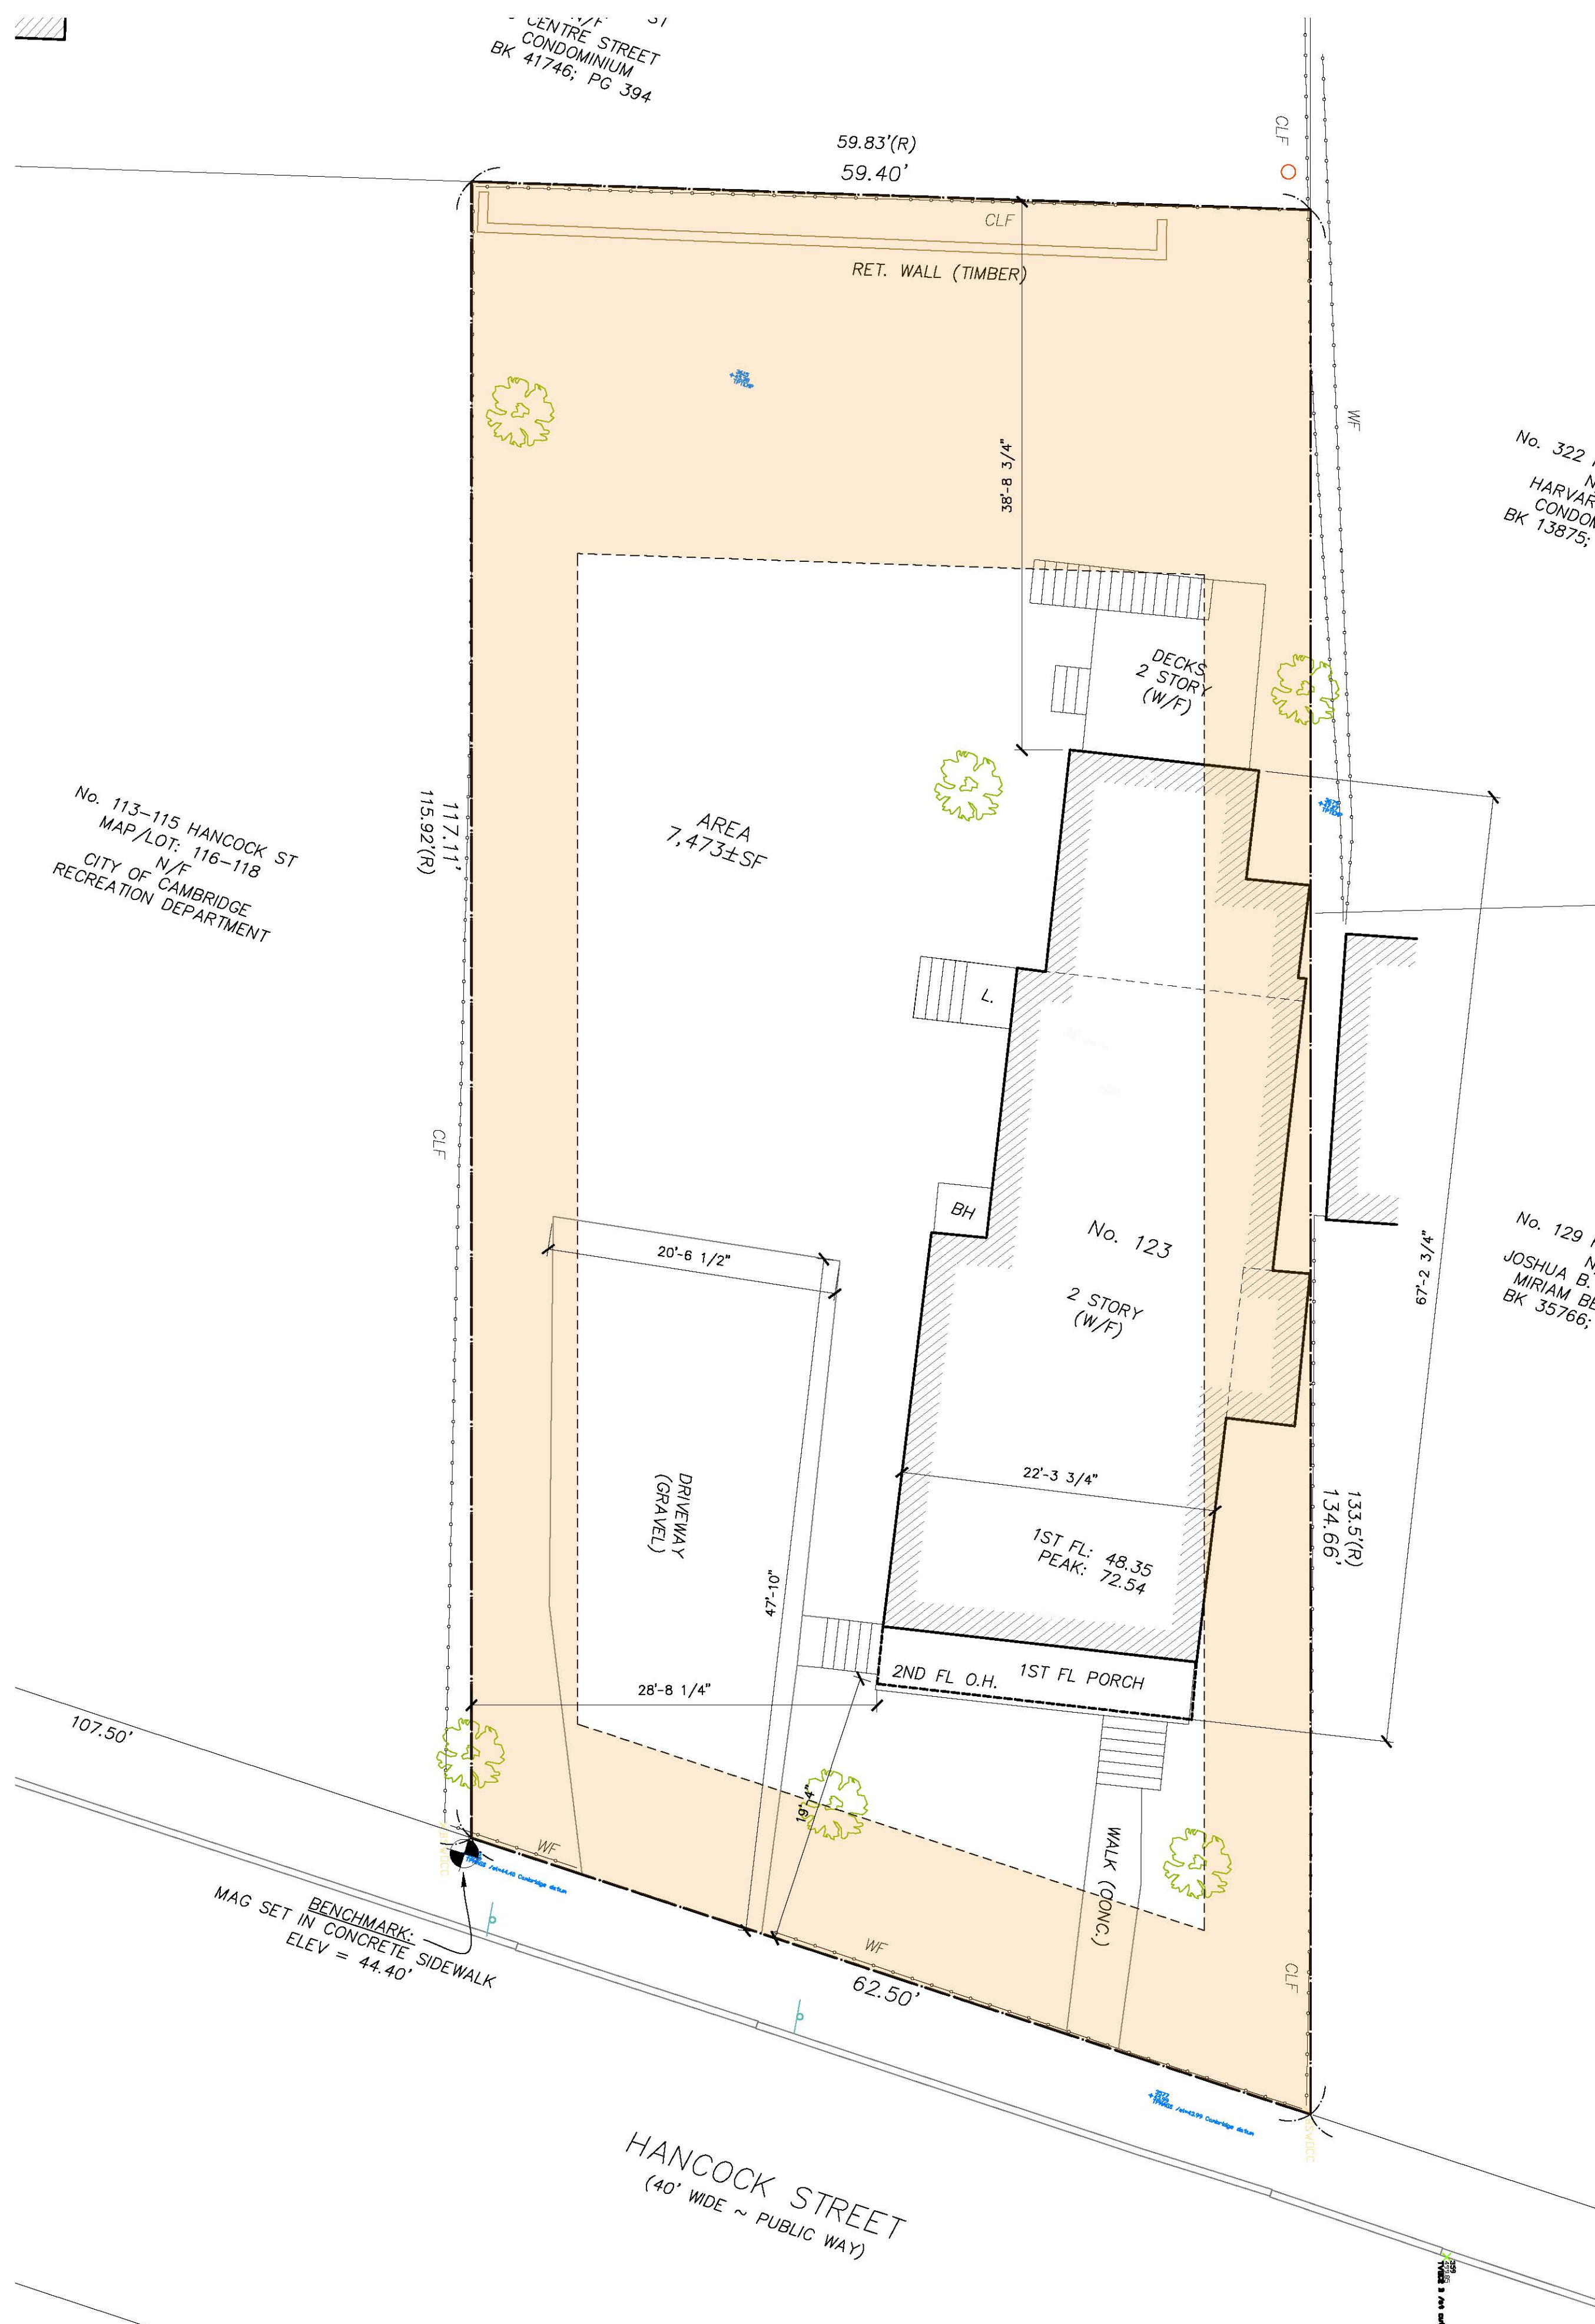 CENTRE STREET
CONDOMINIUM
BK 41746; PG 394
59.83'(R)
59.40'
CLF
CLF
RET. WALL (TIMBER)
WF
38'-8 3/4"
No. 322
HARVAR
CONDO
BK 13875;
DECKS
2 STORY
(W/F)
No. 113-115 HANCOCK ST
MAP/LOT: 116-118
N/F
CITY OF CAMBRIDGE
RECREATION DEPARTMENT
117.11'
115.92'(R)
AREA
7,473±SF
L.
CLF
BH
No. 123
2 STORY
(W/F)
20'-6 1/2"
67'-2 3/4"
No. 129
JOSHUA B.
MIRIAM BE
BK 35766;
DRIVEWAY
(GRAVEL)
22'-3 3/4"
1ST FL: 48.35
PEAK: 72.54
133.5'(R)
134.66'
47'-10"
2ND FL O.H.
1ST FL PORCH
28'-8 1/4"
107.50'
19'-4"
WALK (CONC.)
WF
WF
CLF
62.50'
BENCHMARK:
MAG SET IN CONCRETE SIDEWALK
ELEV = 44.40'
HANCOCK STREET
(40' WIDE ~ PUBLIC WAY)